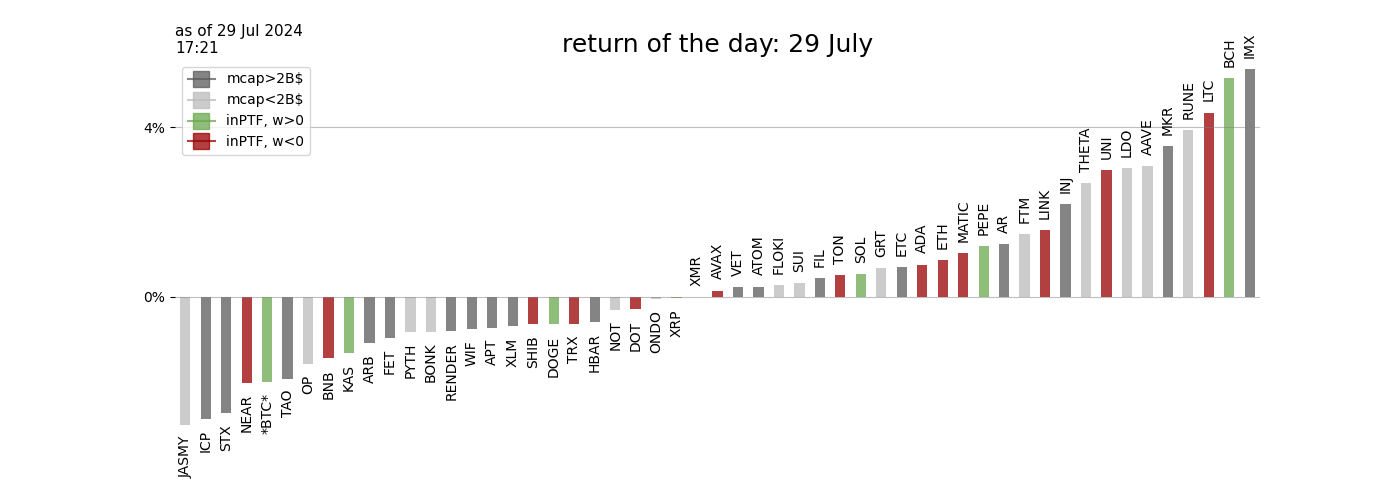 as of 29 Jul 2024
17:21
return of the day: 29 July
mcap>2B$
mcap<2B$
inPTF, w>0
inPTF, w<0
4%
0%
JASMY
ICP
STX
NEAR
*BTC*
TAO
OP
BNB
KAS
ARB
FET
PYTH
BONK
RENDER
WIF
APT
XLM
SHIB
DOGE
TRX
HBAR
NOT
DOT
ONDO
XRP
XMR
AVAX
VET
ATOM
FLOKI
SUI
FIL
TON
SOL
GRT
ETC
ADA
ETH
MATIC
PEPE
AR
FTM
LINK
INJ
THETA
UNI
LDO
AAVE
MKR
RUNE
LTC
BCH
IMX